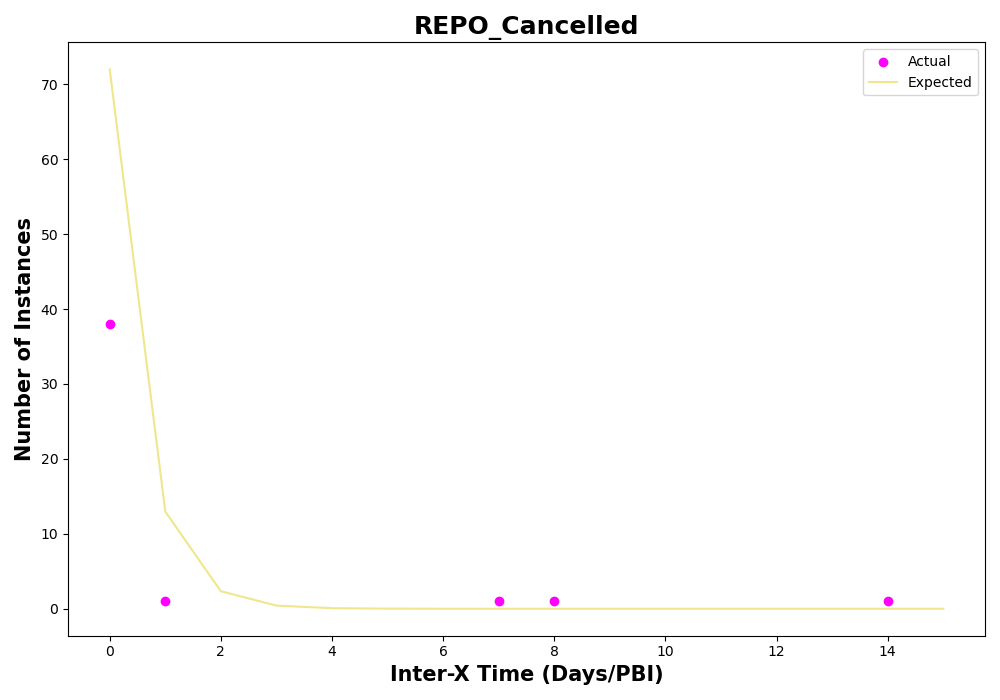 REPO_Cancelled
Actual
Expected
70
60
50
40
30
20
10
0
Number of Instances
0 2 4 6 8 10 12 14
Inter-X Time (Days/PBI)